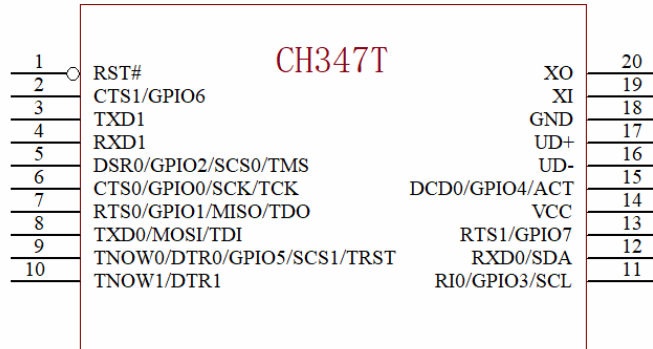 CH347T
1 RST# XO 20
2 CTS1/GPIO6 XI 19
3 TXD1 GND 18
4 RXD1 UD+ 17
5 DSR0/GPIO2/SCS0/TMS UD- 16
6 CTS0/GPIO0/SCK/TCK DCD0/GPIO4/ACT 15
7 RTS0/GPIO1/MISO/TDO VCC 14
8 TXD0/MOSI/TDI RTS1/GPIO7 13
9 TNOW0/DTR0/GPIO5/SCS1/TRST RXD0/SDA 12
10 TNOW1/DTR1 RI0/GPIO3/SCL 11